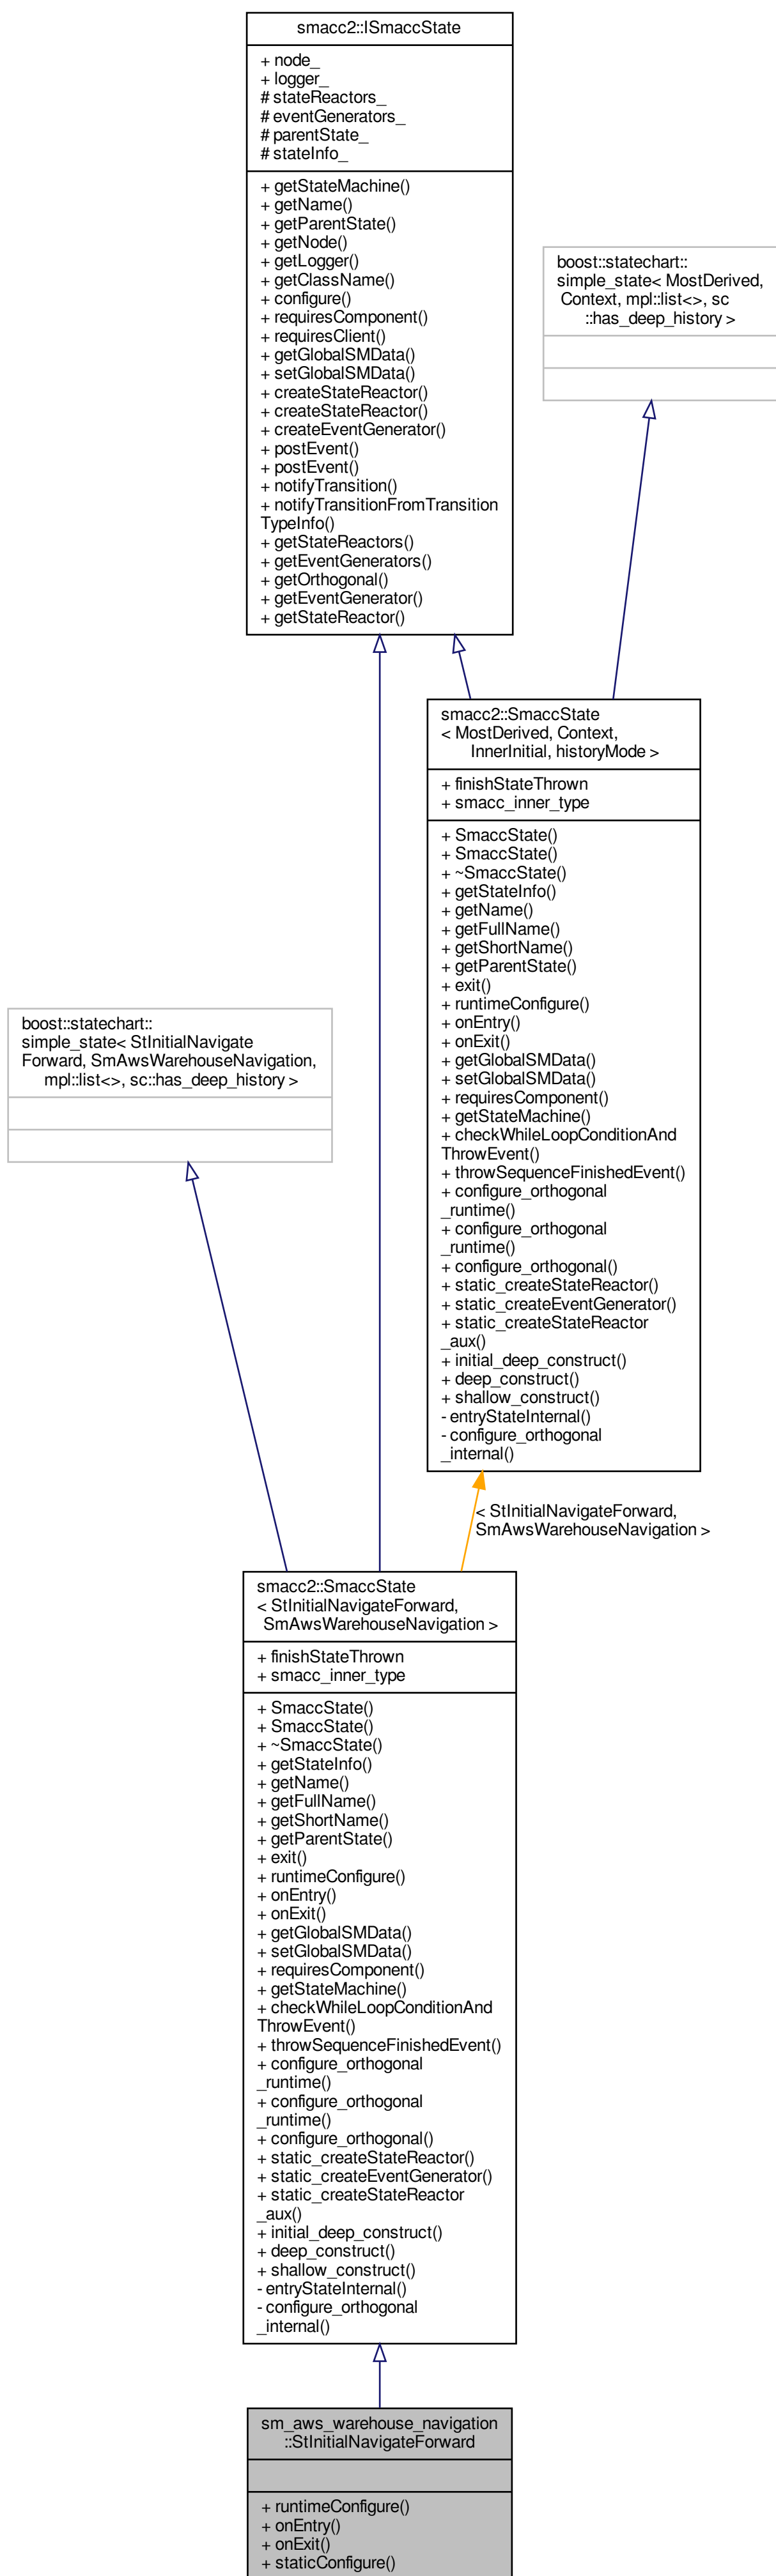 smacc2::ISmaccState
+ node_
+ logger_
# stateReactors_
# eventGenerators_
# parentState_
# stateInfo_
+ getStateMachine()
+ getName()
+ getParentState()
+ getNode()
+ getLogger()
+ getClassName()
+ configure()
+ requiresComponent()
+ requiresClient()
+ getGlobalSMData()
+ setGlobalSMData()
+ createStateReactor()
+ createStateReactor()
+ createEventGenerator()
+ postEvent()
+ postEvent()
+ notifyTransition()
+ notifyTransitionFromTransition
TypeInfo()
+ getStateReactors()
+ getEventGenerators()
+ getOrthogonal()
+ getEventGenerator()
+ getStateReactor()
boost::statechart::
simple_state< MostDerived,
Context, mpl::list<>, sc
::has_deep_history >
smacc2::SmaccState
< MostDerived, Context,
InnerInitial, historyMode >
+ finishStateThrown
+ smacc_inner_type
+ SmaccState()
+ SmaccState()
+ ~SmaccState()
+ getStateInfo()
+ getName()
+ getFullName()
+ getShortName()
+ getParentState()
+ exit()
+ runtimeConfigure()
+ onEntry()
+ onExit()
+ getGlobalSMData()
+ setGlobalSMData()
+ requiresComponent()
+ getStateMachine()
+ checkWhileLoopConditionAnd
ThrowEvent()
+ throwSequenceFinishedEvent()
+ configure_orthogonal
_runtime()
+ configure_orthogonal
_runtime()
+ configure_orthogonal()
+ static_createStateReactor()
+ static_createEventGenerator()
+ static_createStateReactor
_aux()
+ initial_deep_construct()
+ deep_construct()
+ shallow_construct()
- entryStateInternal()
- configure_orthogonal
_internal()
boost::statechart::
simple_state< StInitialNavigate
Forward, SmAwsWarehouseNavigation,
mpl::list<>, sc::has_deep_history >
< StInitialNavigateForward,
SmAwsWarehouseNavigation >
smacc2::SmaccState
< StInitialNavigateForward,
SmAwsWarehouseNavigation >
+ finishStateThrown
+ smacc_inner_type
+ SmaccState()
+ SmaccState()
+ ~SmaccState()
+ getStateInfo()
+ getName()
+ getFullName()
+ getShortName()
+ getParentState()
+ exit()
+ runtimeConfigure()
+ onEntry()
+ onExit()
+ getGlobalSMData()
+ setGlobalSMData()
+ requiresComponent()
+ getStateMachine()
+ checkWhileLoopConditionAnd
ThrowEvent()
+ throwSequenceFinishedEvent()
+ configure_orthogonal
_runtime()
+ configure_orthogonal
_runtime()
+ configure_orthogonal()
+ static_createStateReactor()
+ static_createEventGenerator()
+ static_createStateReactor
_aux()
+ initial_deep_construct()
+ deep_construct()
+ shallow_construct()
- entryStateInternal()
- configure_orthogonal
_internal()
sm_aws_warehouse_navigation
::StInitialNavigateForward
+ runtimeConfigure()
+ onEntry()
+ onExit()
+ staticConfigure()